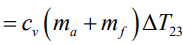 = c_v (m_a + m_f) ΔT_23